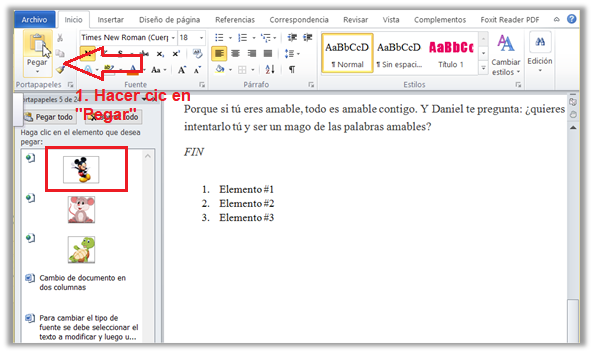 Archivo Inicio Insertar Diseño de página Referencias Correspondencia Revisar Vista Complementos Foxit Reader PDF
Times New Roman (Cuerp 18
Pegar
N
AaBbCcD AaBbCcD AaBbC
¶ Normal ¶ Sin espaci... Título 1
Cambiar estilos
Edición
Portapapeles Fuente Párrafo Estilos
1. Hacer cic en
"Pegar"
rtapapeles 5 de 24
Pegar todo todo
Haga clic en el elemento que desea
pegar:
Cambio de documento en
dos columnas
Para cambiar el tipo de
fuente se debe seleccionar el
texto a modificar y luego u...
Porque si tú eres amable, todo es amable contigo. Y Daniel te pregunta: ¿quieres
intentarlo tú y ser un mago de las palabras amables?
FIN
1. Elemento #1
2. Elemento #2
3. Elemento #3